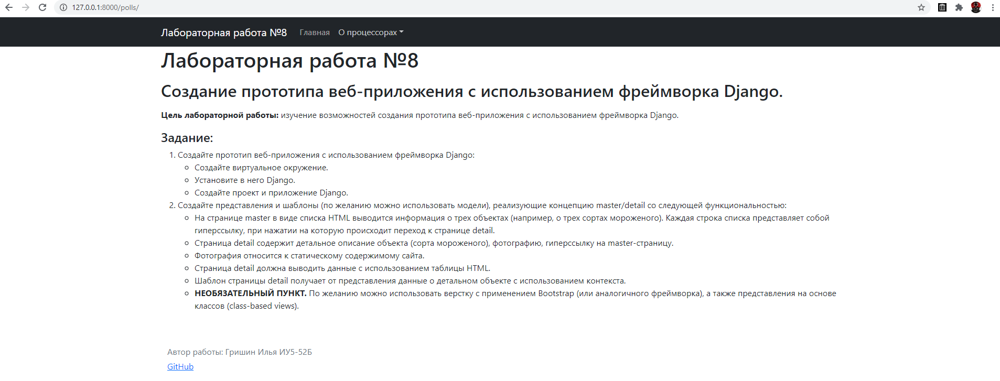 127.0.0.1:8000/polls/
Лабораторная работа №8 Главная О процессорах
Лабораторная работа №8
Создание прототипа веб-приложения с использованием фреймворка Django.
Цель лабораторной работы: изучение возможностей создания прототипа веб-приложения с использованием фреймворка Django.
Задание:
1. Создайте прототип веб-приложения с использованием фреймворка Django:
Создайте виртуальное окружение.
Установите в него Django.
Создайте проект и приложение Django.
2. Создайте представления и шаблоны (по желанию можно использовать модели), реализующие концепцию master/detail со следующей функциональностью:
На странице master в виде списка HTML выводится информация о трех объектах (например, о трех сортах мороженого). Каждая строка списка представляет собой
гиперссылку, при нажатии на которую происходит переход к странице detail.
Страница detail содержит детальное описание объекта (сорта мороженого), фотографию, гиперссылку на master-страницу.
Фотография относится к статическому содержимому сайта.
Страница detail должна выводить данные с использованием таблицы HTML.
Шаблон страницы detail получает от представления данные о детальном объекте с использованием контекста.
НЕОБЯЗАТЕЛЬНЫЙ ПУНКТ. По желанию можно использовать верстку с применением Bootstrap (или аналогичного фреймворка), а также представления на основе
классов (class-based views).
Автор работы: Гришин Илья ИУ5-52Б
GitHub